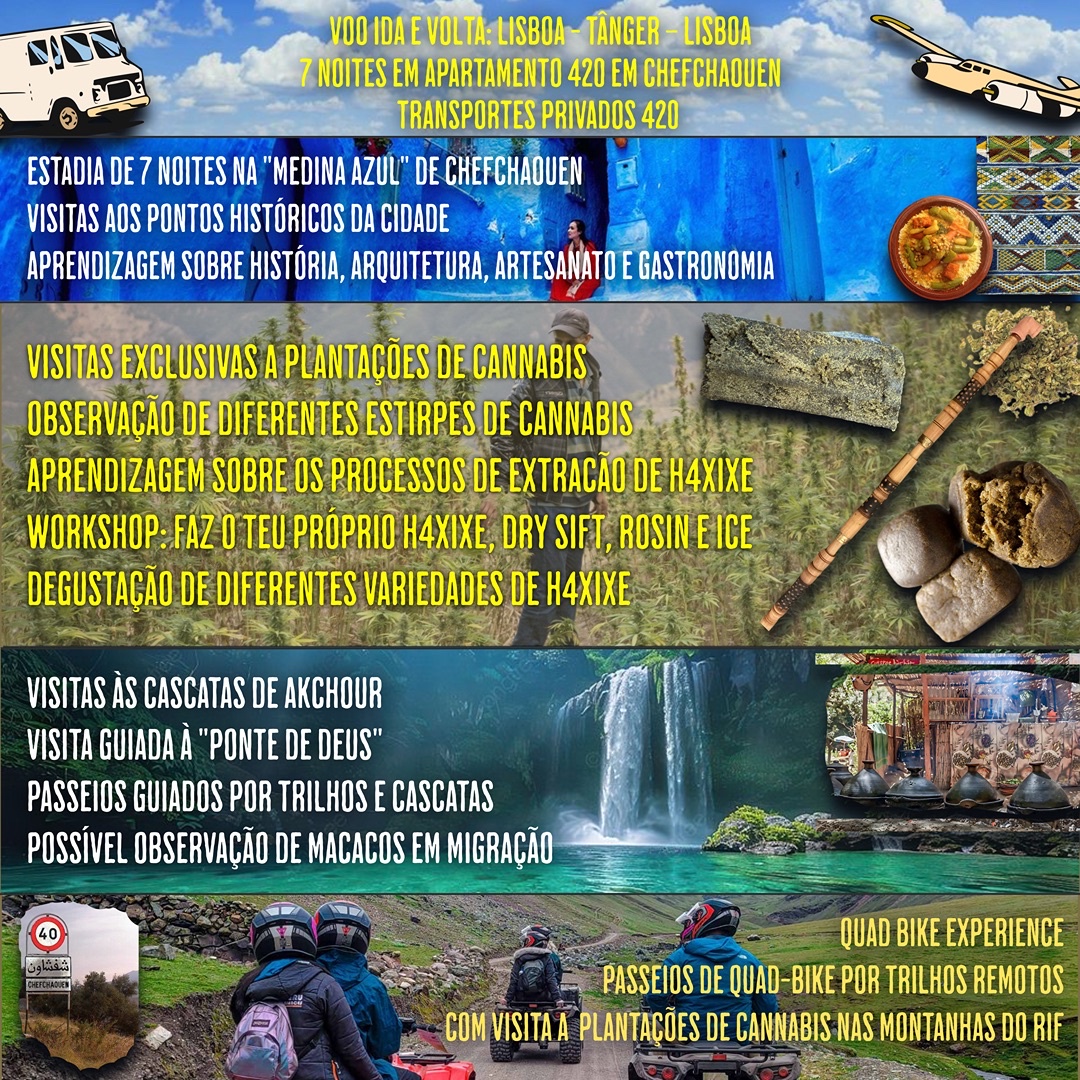 VOO IDA E VOLTA: LISBOA - TÂNGER – LISBOA
7 NOITES EM APARTAMENTO 420 EM CHEFCHAOUEN
TRANSPORTES PRIVADOS 420
ESTADIA DE 7 NOITES NA "MEDINA AZUL" DE CHEFCHAOUEN
VISITAS AOS PONTOS HISTÓRICOS DA CIDADE
APRENDIZAGEM SOBRE HISTÓRIA, ARQUITETURA, ARTESANATO E GASTRONOMIA
VISITAS EXCLUSIVAS A PLANTAÇÕES DE CANNABIS
OBSERVAÇÃO DE DIFERENTES ESTIRPES DE CANNABIS
APRENDIZAGEM SOBRE OS PROCESSOS DE EXTRACÃO DE H4XIXE
WORKSHOP: FAZ O TEU PRÓPRIO H4XIXE, DRY SIFT, ROSIN E ICE
DEGUSTAÇÃO DE DIFERENTES VARIEDADES DE H4XIXE
VISITAS ÀS CASCATAS DE AKCHOUR
VISITA GUIADA À "PONTE DE DEUS"
PASSEIOS GUIADOS POR TRILHOS E CASCATAS
POSSÍVEL OBSERVAÇÃO DE MACACOS EM MIGRAÇÃO
40
شفشاون
CHEFCHAOUEN
QUAD BIKE EXPERIENCE
PASSEIOS DE QUAD-BIKE POR TRILHOS REMOTOS
COM VISITA A PLANTAÇÕES DE CANNABIS NAS MONTANHAS DO RIF